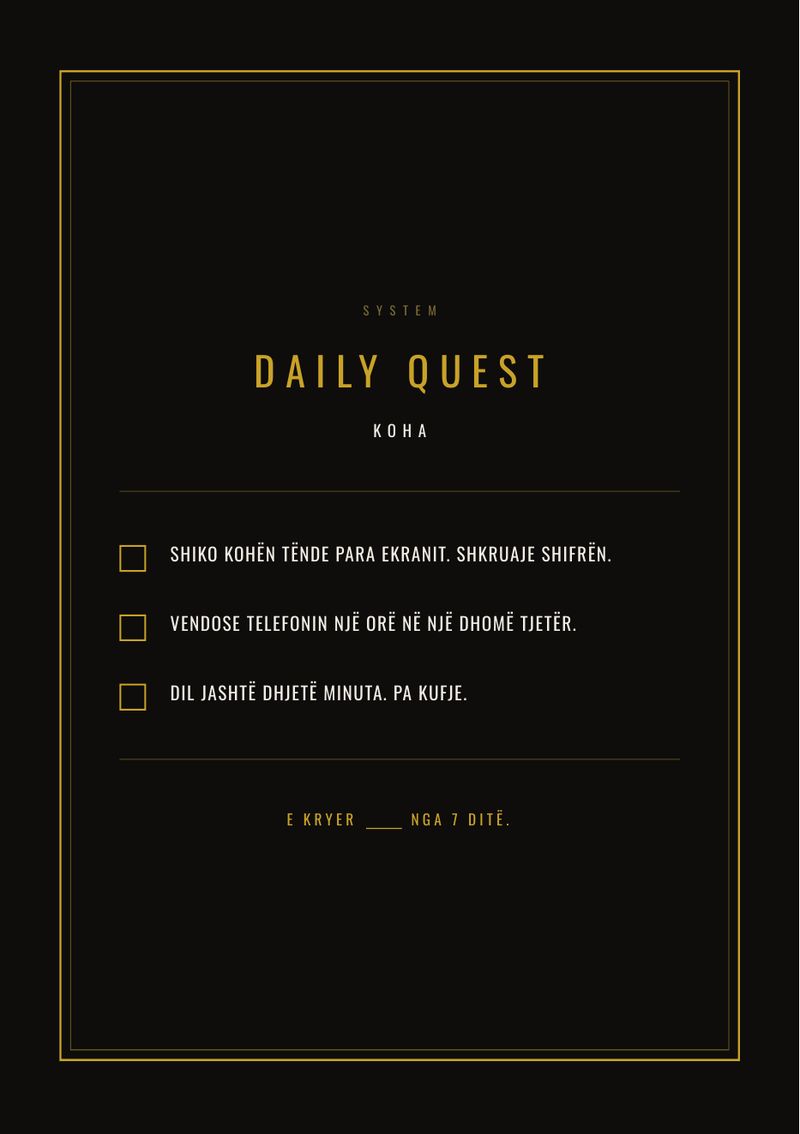 SYSTEM
DAILY QUEST
KOHA
SHIKO KOHËN TËNDE PARA EKRANIT. SHKRUAJE SHIFRËN.
VENDOSE TELEFONIN NJË ORË NË NJË DHOMË TJETËR.
DIL JASHTË DHJETË MINUTA. PA KUFJE.
E KRYER ____ NGA 7 DITË.